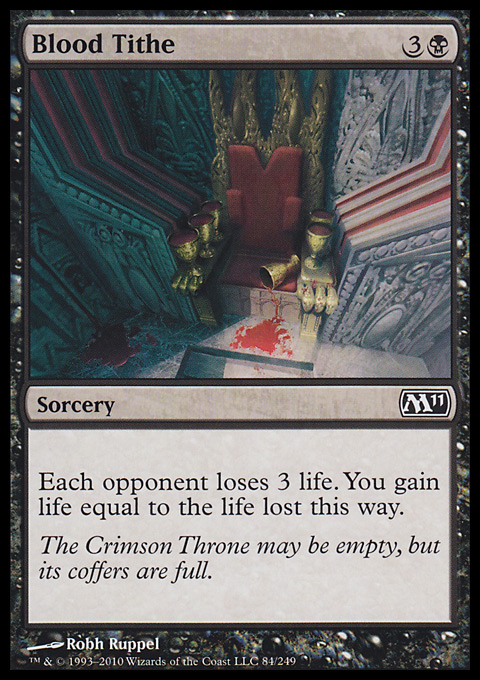 Blood Tithe 3
Sorcery M11
Each opponent loses 3 life. You gain
life equal to the life lost this way.
The Crimson Throne may be empty, but
its coffers are full.
Robh Ruppel
™ & © 1993–2010 Wizards of the Coast LLC 84/249